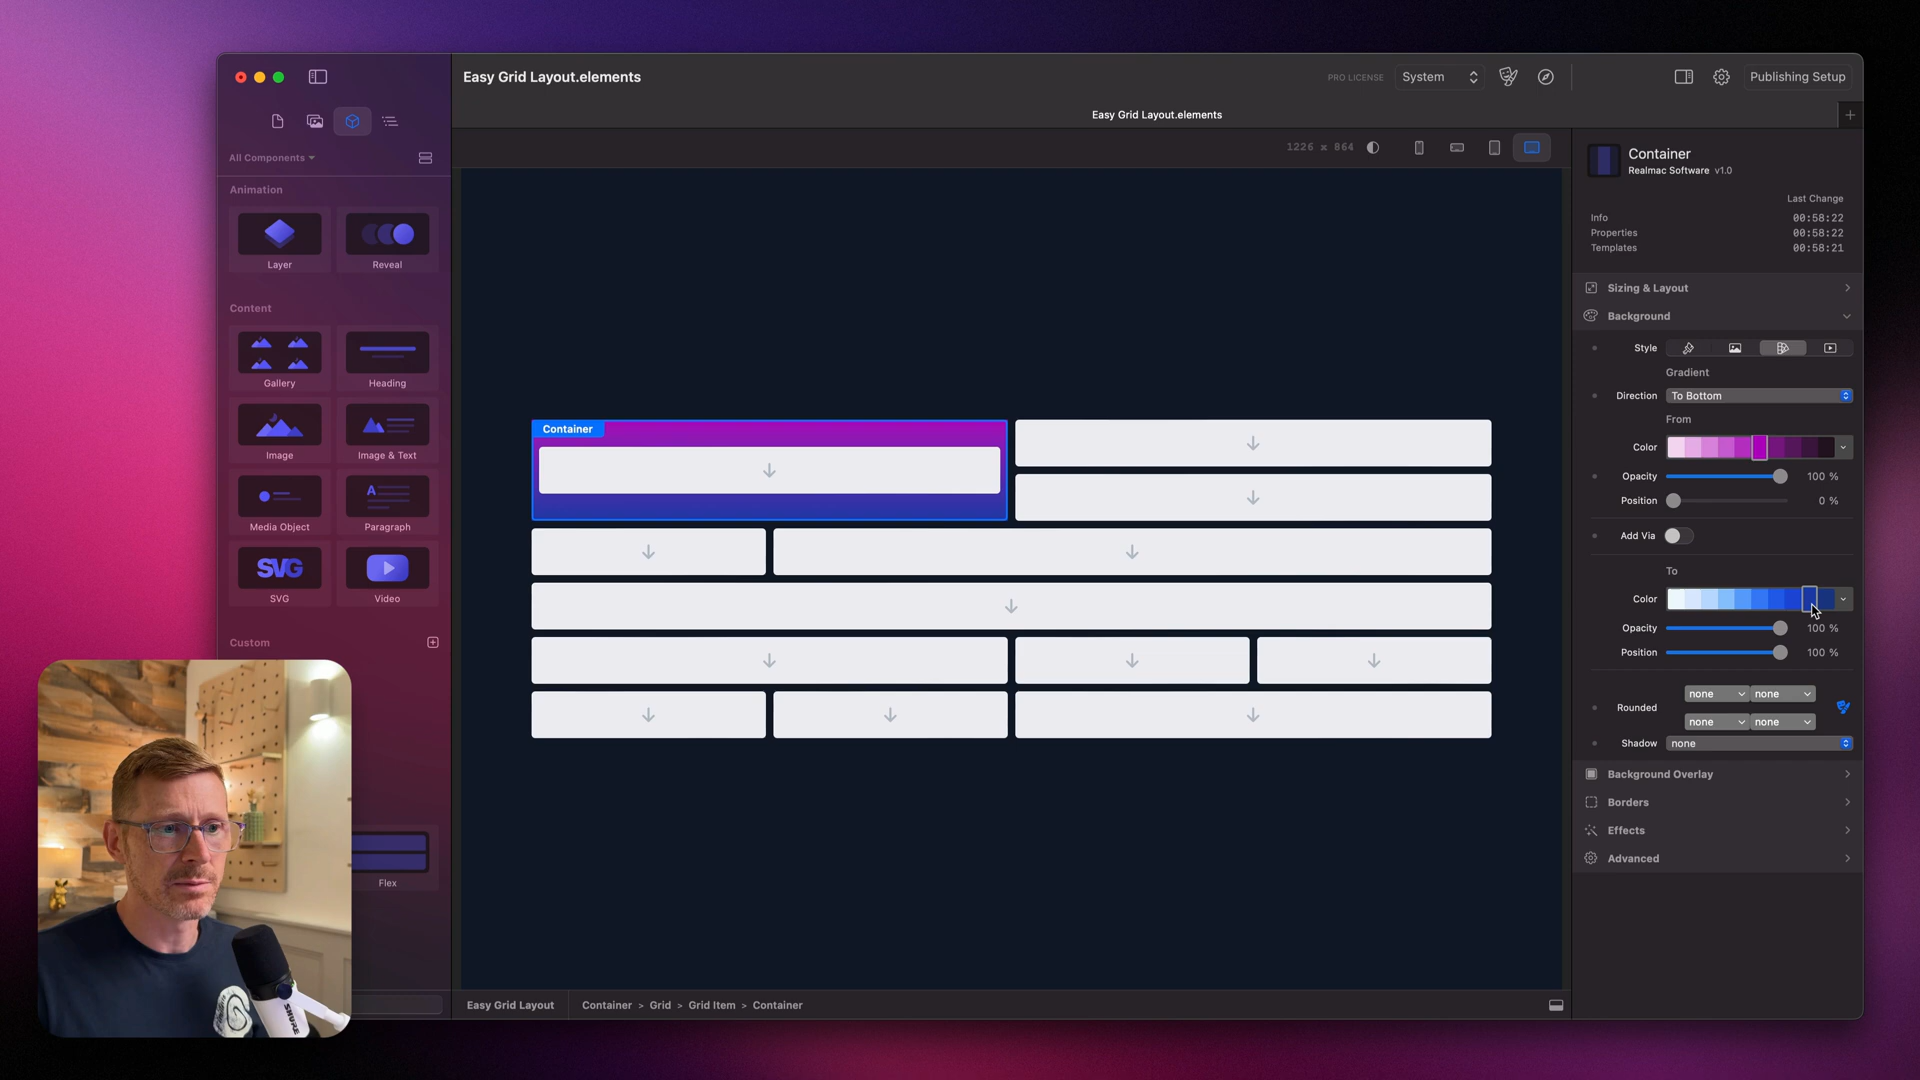 Easy Grid Layout.elements
PRO LICENSE
System
Publishing Setup
Easy Grid Layout.elements
All Components
1226 x 864
Animation
Layer
Reveal
Content
Gallery
Heading
Image
Image & Text
Media Object
Paragraph
SVG
SVG
Video
Custom
Flex
Container
Easy Grid Layout
Container > Grid > Grid Item > Container
Container
Realmac Software v1.0
Last Change
Info 00:58:22
Properties 00:58:22
Templates 00:58:21
Sizing & Layout
Background
Style
Gradient
Direction To Bottom
From
Color
Opacity 100 %
Position 0 %
Add Via
To
Color
Opacity 100 %
Position 100 %
none none
Rounded
none none
Shadow none
Background Overlay
Borders
Effects
Advanced
SHURE